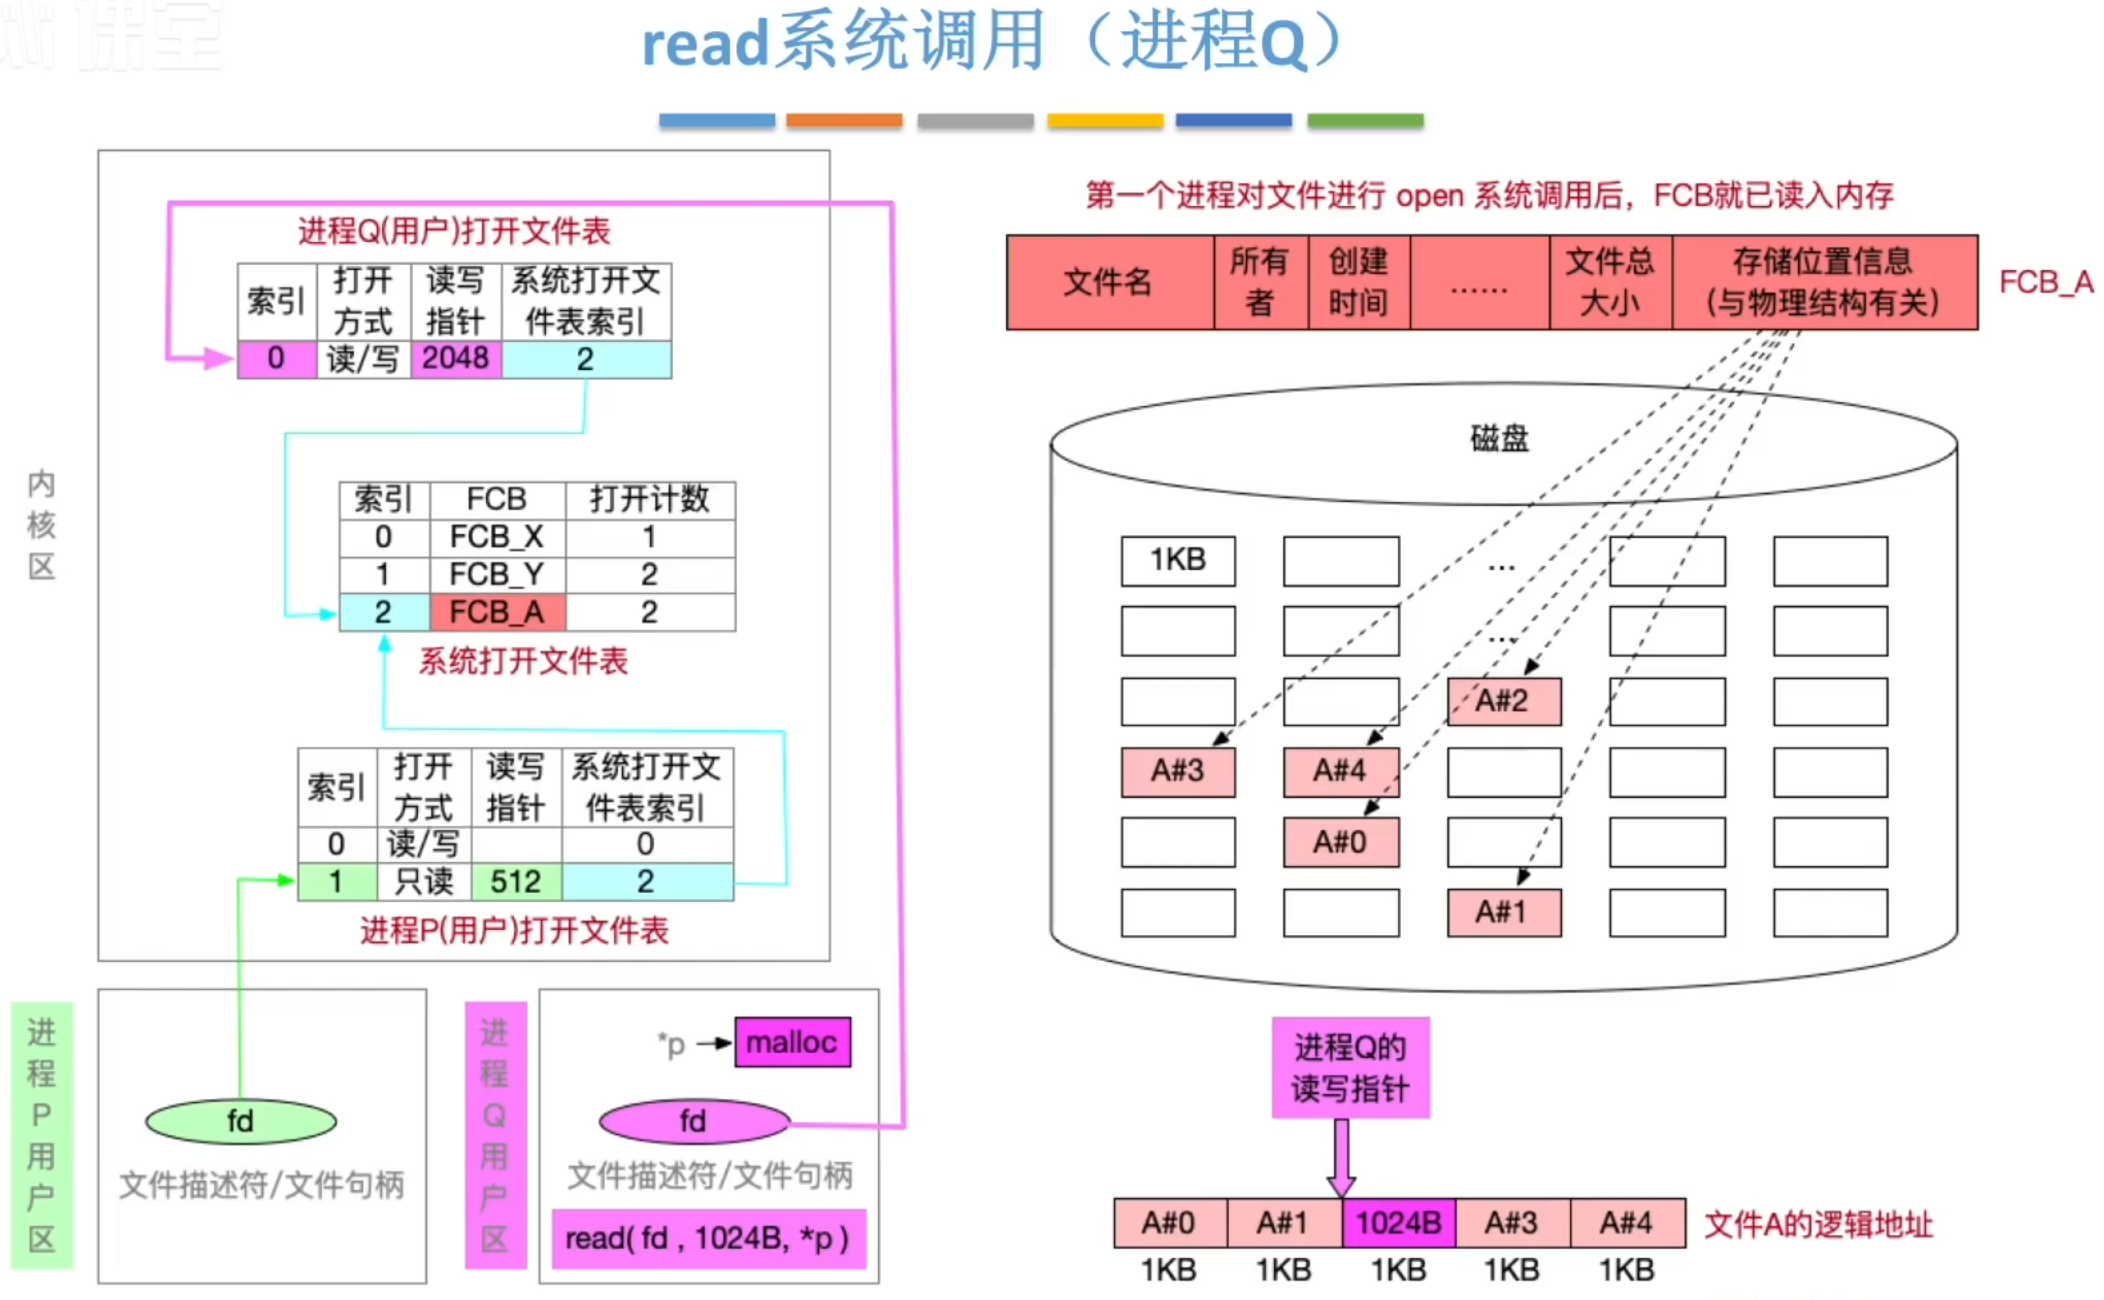 课堂
read系统调用（进程Q）
第一个进程对文件进行 open 系统调用后，FCB就已读入内存
文件名
所有
者
创建
时间
……
文件总
大小
存储位置信息
(与物理结构有关)
FCB_A
内
核
区
进程Q(用户)打开文件表
索引
打开
方式
读写
指针
系统打开文
件表索引
0 读/写 2048 2
索引 FCB 打开计数
0 FCB_X 1
1 FCB_Y 2
2 FCB_A 2
系统打开文件表
索引
打开
方式
读写
指针
系统打开文
件表索引
0 读/写 0
1 只读 512 2
进程P(用户)打开文件表
磁盘
1KB ...
...
A#2
A#3 A#4
A#0
A#1
进
程
P
用
户
区
fd
文件描述符/文件句柄
进
程
Q
用
户
区
*p malloc
fd
文件描述符/文件句柄
read( fd , 1024B, *p )
进程Q的
读写指针
A#0 A#1 1024B A#3 A#4 文件A的逻辑地址
1KB 1KB 1KB 1KB 1KB